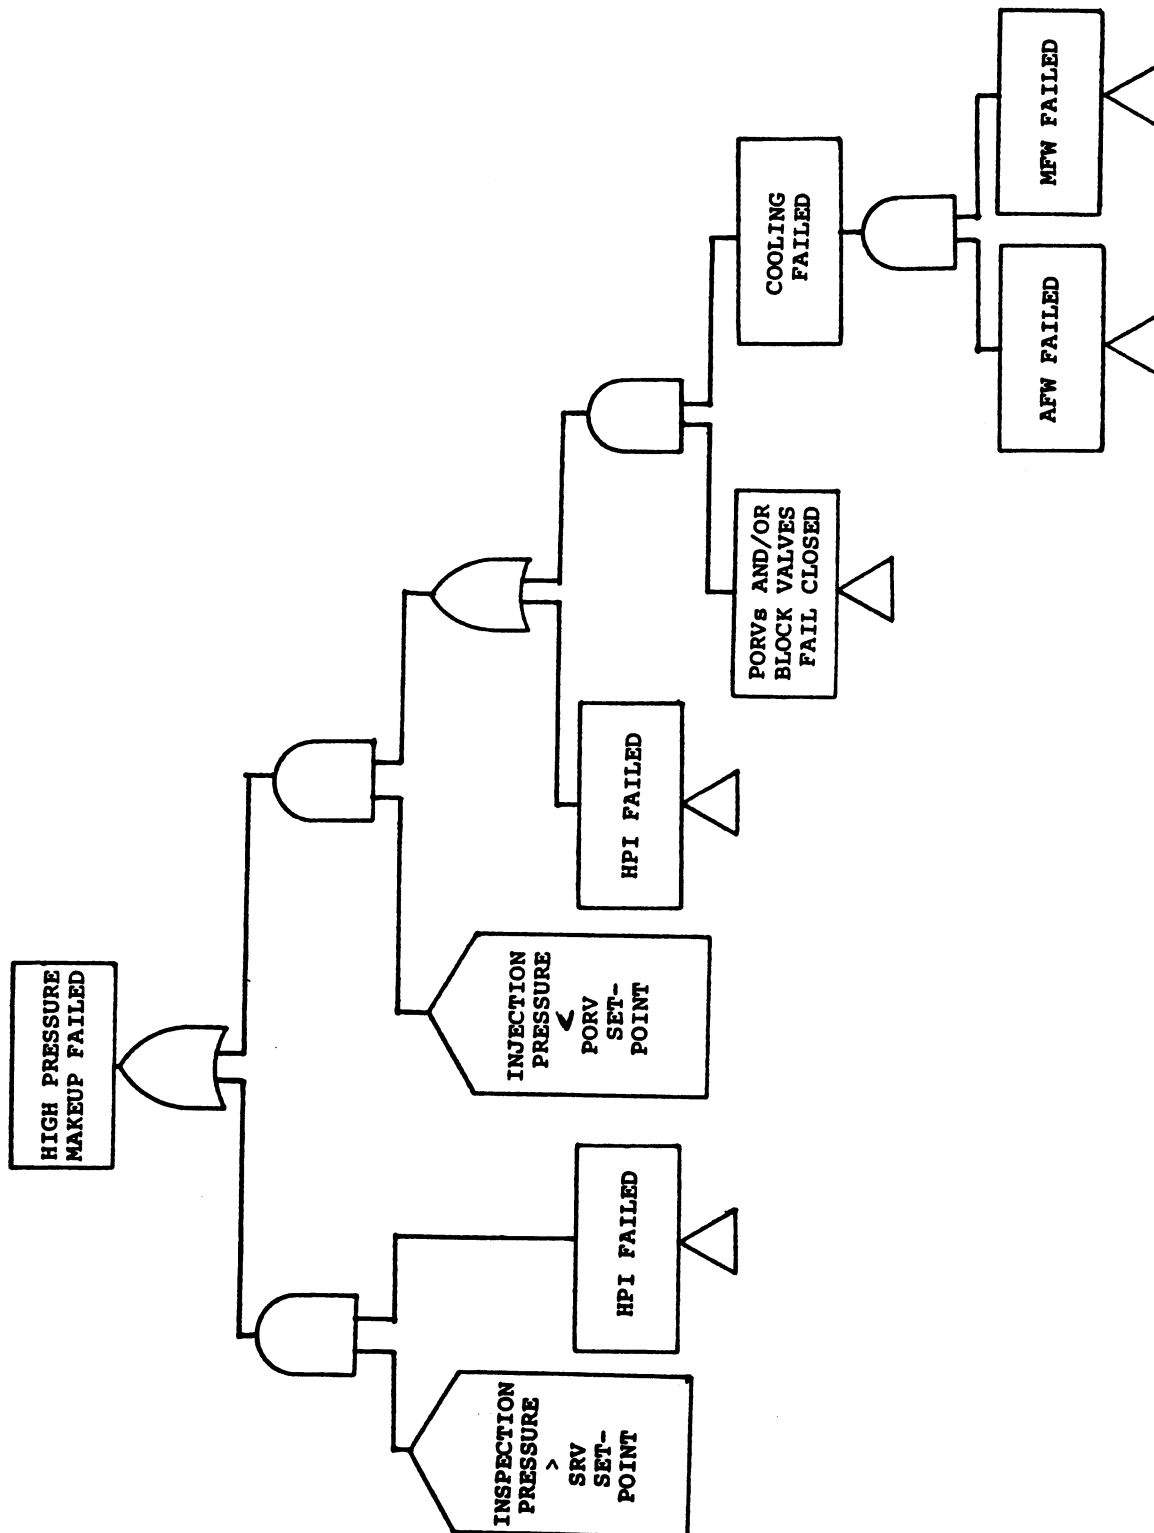 HIGH PRESSURE
MAKEUP FAILED
INSPECTION
PRESSURE
>
SRV
SET-
POINT
HPI FAILED
INJECTION
PRESSURE
<
PORV
SET-
POINT
HPI FAILED
PORVs AND/OR
BLOCK VALVES
FAIL CLOSED
COOLING
FAILED
AFW FAILED
MFW FAILED